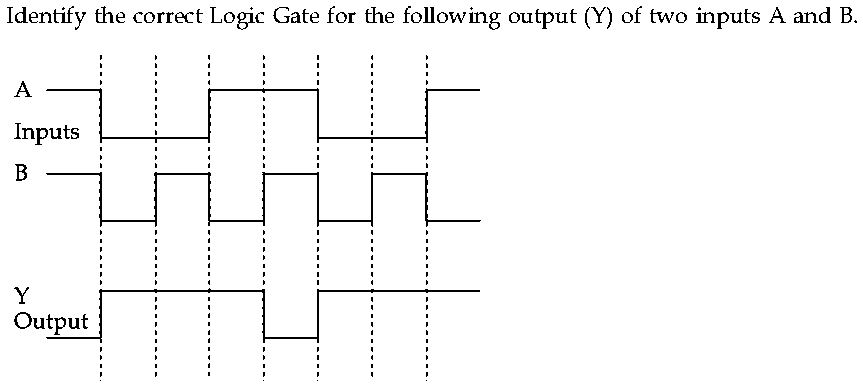 Identify the correct Logic Gate for the following output (Y) of two inputs A and B.
A
Inputs
B
Y
Output